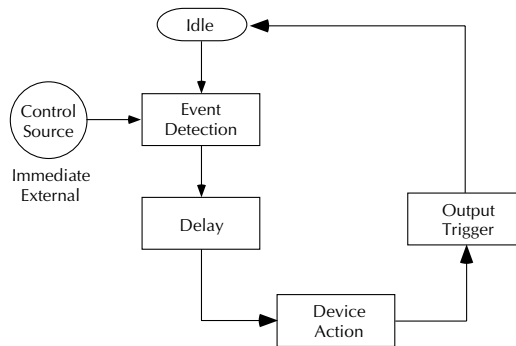 Idle
Control
Source
Immediate
External
Event
Detection
Delay
Output
Trigger
Device
Action